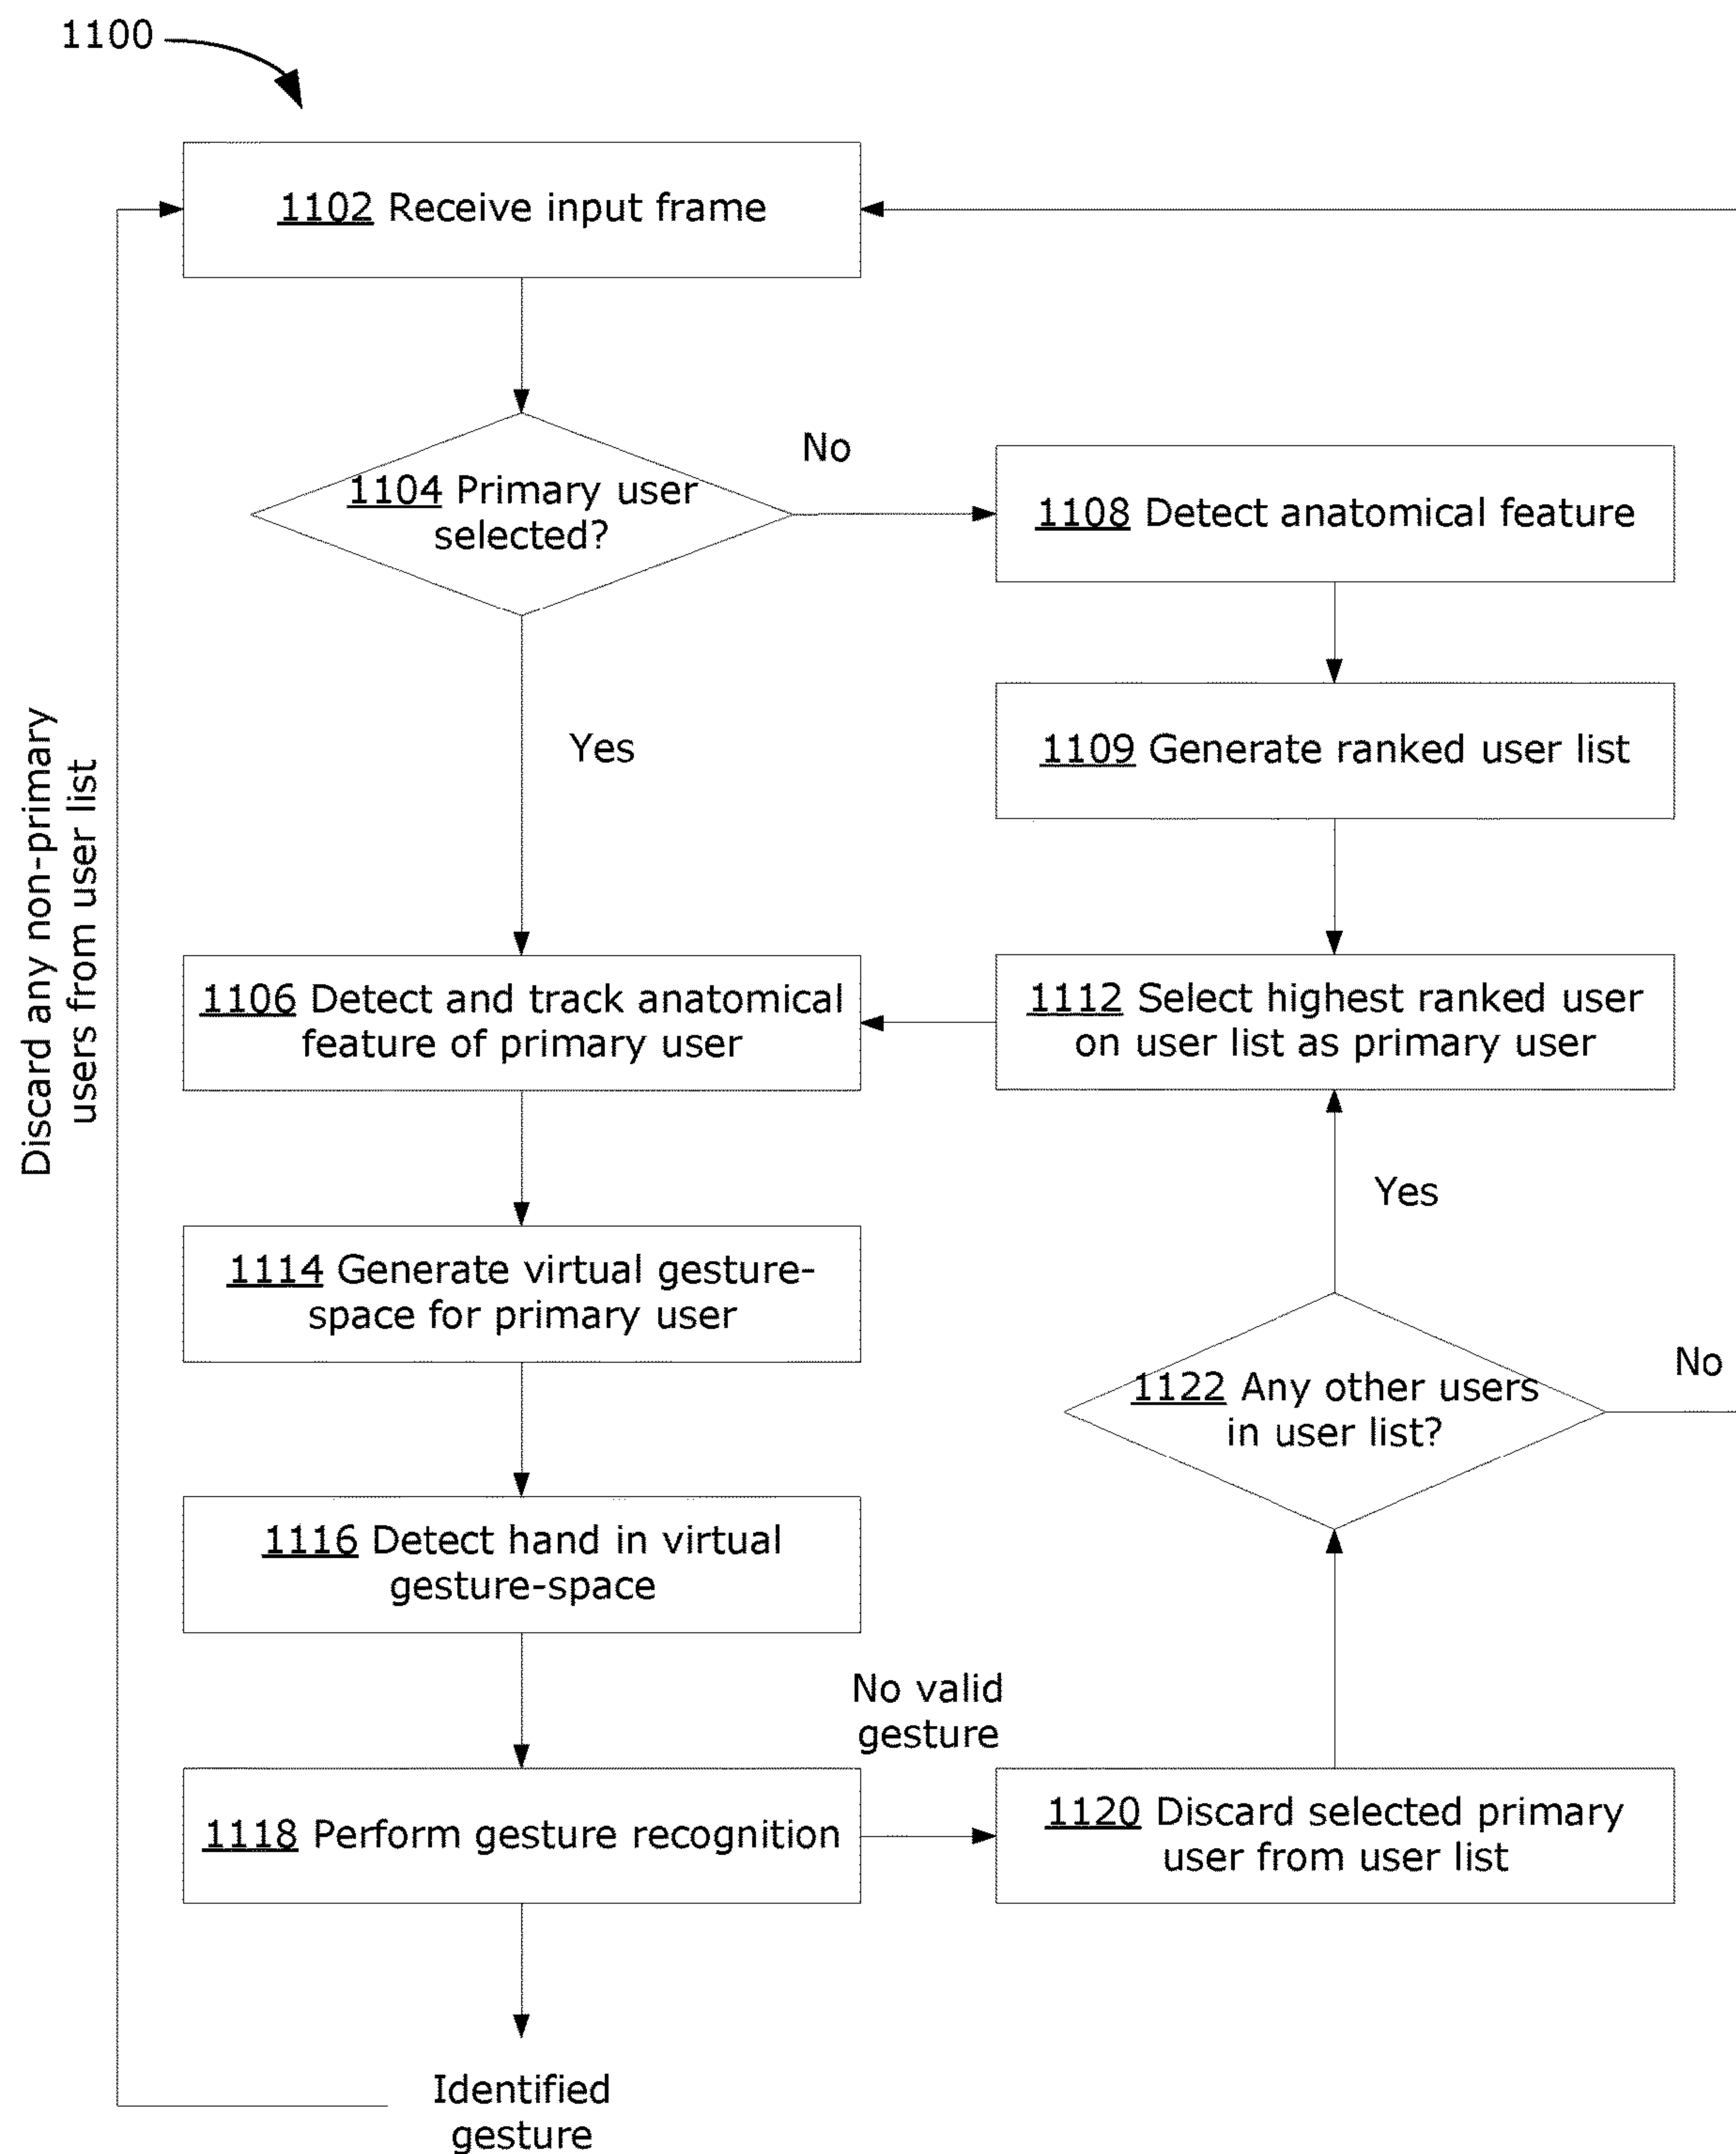 1100
1102 Receive input frame
No
1104 Primary user
selected?
1108 Detect anatomical feature
Yes
1109 Generate ranked user list
Discard any non-primary
users from user list
1106 Detect and track anatomical
feature of primary user
1112 Select highest ranked user
on user list as primary user
Yes
1114 Generate virtual gesture-
space for primary user
No
1122 Any other users
in user list?
1116 Detect hand in virtual
gesture-space
No valid
gesture
1118 Perform gesture recognition
1120 Discard selected primary
user from user list
Identified
gesture